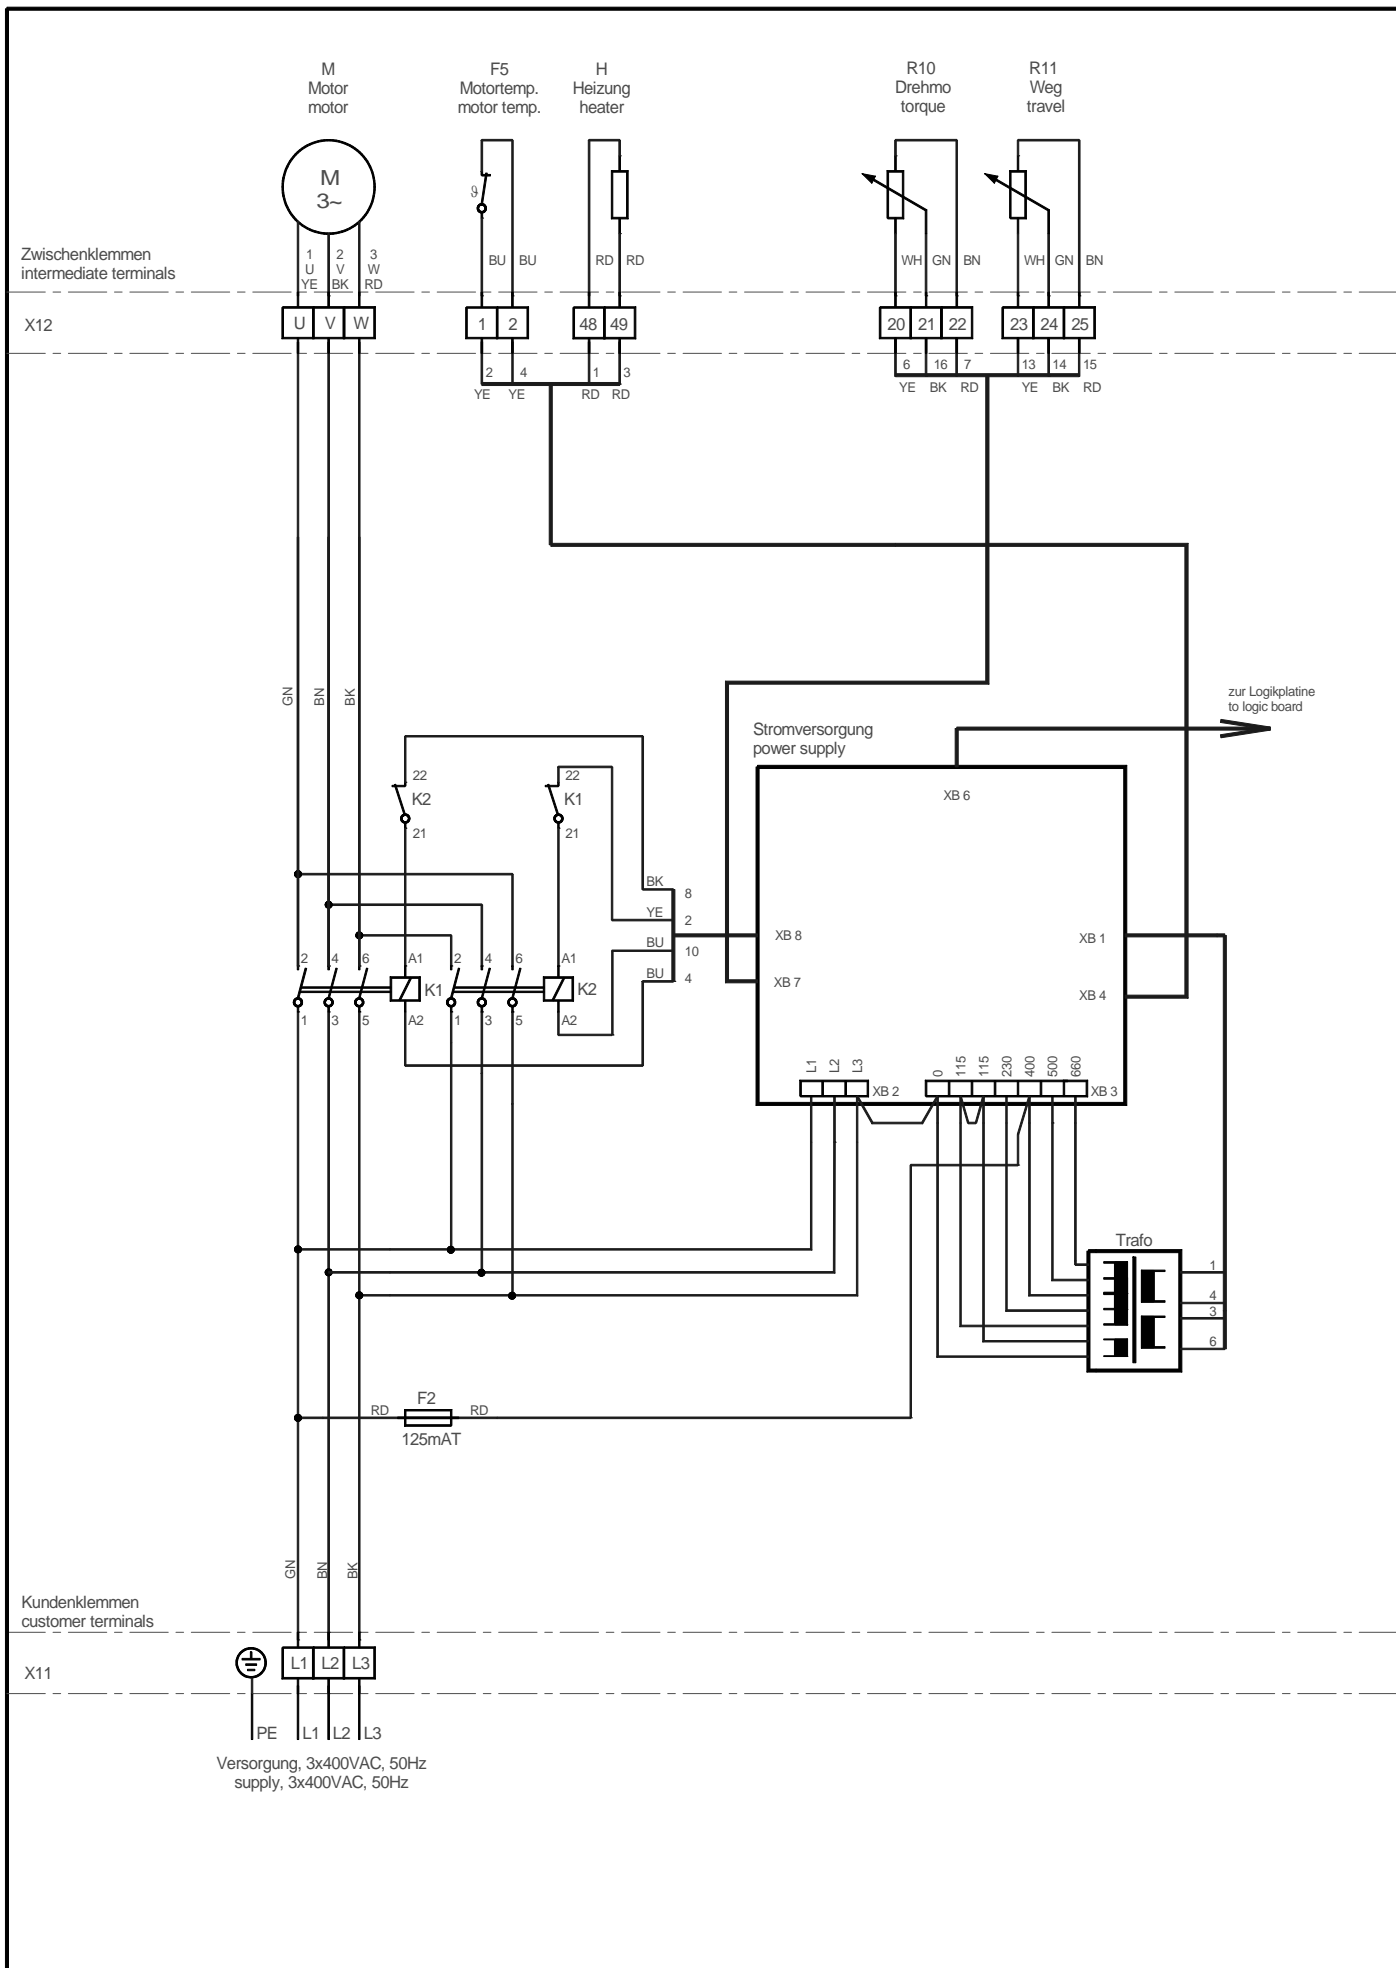 M
Motor
motor
F5
Motortemp.
motor temp.
H
Heizung
heater
R10
Drehmo
torque
R11
Weg
travel
M
3~
ϑ
Zwischenklemmen
intermediate terminals
1 2 3
U V W
YE BK RD
BU BU
RD RD
WH GN BN
WH GN BN
X12
U V W
1 2
48 49
20 21 22
23 24 25
2 4
YE YE
1 3
RD RD
6 16 7
YE BK RD
13 14 15
YE BK RD
GN BN BK
zur Logikplatine
to logic board
Stromversorgung
power supply
XB 6
22
K2
21
22
K1
21
BK 8
YE 2
BU 10
BU 4
XB 8
XB 7
XB 1
XB 4
2 4 6 A1
K1
1 3 5 A2
2 4 6 A1
K2
1 3 5 A2
L1 L2 L3
XB 2
0 115 115 230 400 500 660
XB 3
Trafo
1
4
3
6
F2
RD RD
125mAT
GN BN BK
Kundenklemmen
customer terminals
X11
L1 L2 L3
PE L1 L2 L3
Versorgung, 3x400VAC, 50Hz
supply, 3x400VAC, 50Hz